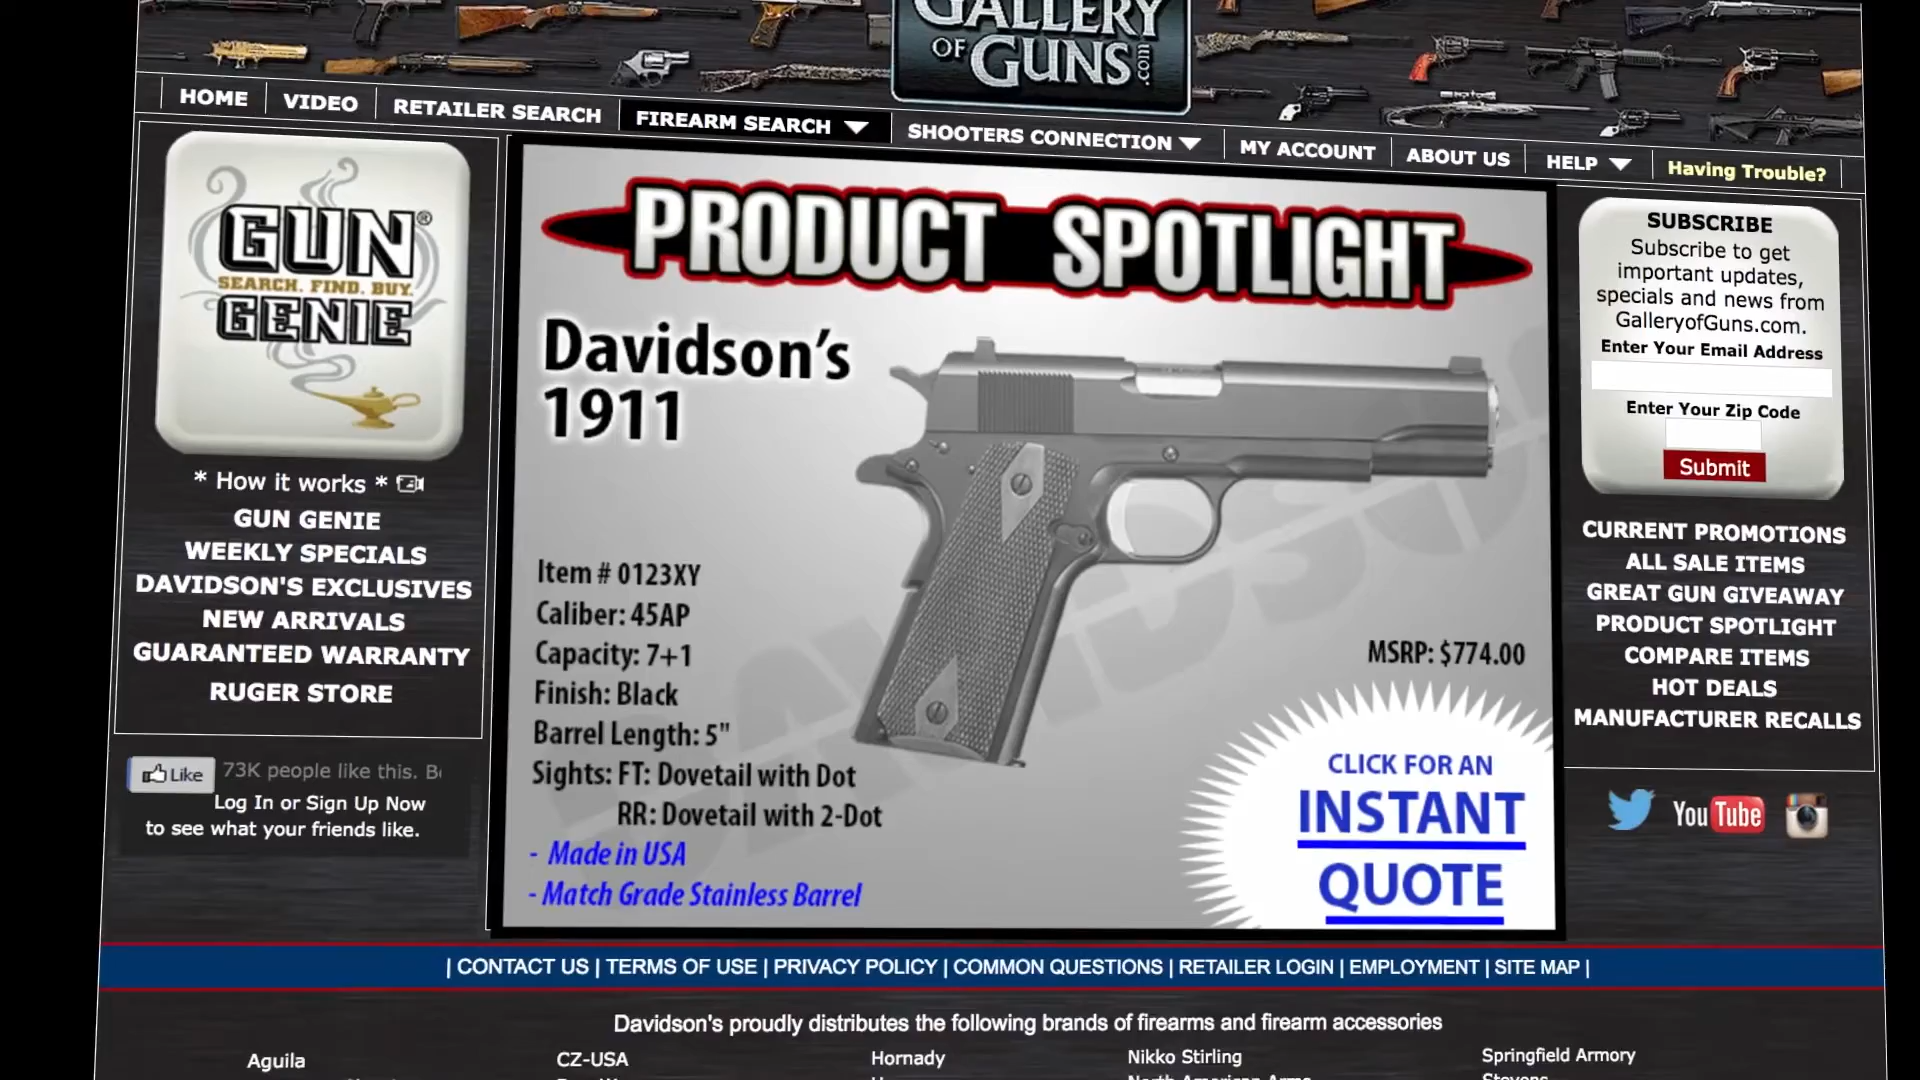 GALLERY
OF GUNS.com
HOME
VIDEO
RETAILER SEARCH
FIREARM SEARCH
SHOOTERS CONNECTION
MY ACCOUNT
ABOUT US
HELP
Having Trouble?
GUN®
SEARCH. FIND. BUY.
GENIE
* How it works *
GUN GENIE
WEEKLY SPECIALS
DAVIDSON'S EXCLUSIVES
NEW ARRIVALS
GUARANTEED WARRANTY
RUGER STORE
Like
73K people like this.
Log In or Sign Up Now
to see what your friends like.
PRODUCT SPOTLIGHT
Davidson's
1911
Item # 0123XY
Caliber: 45AP
Capacity: 7+1
Finish: Black
Barrel Length: 5"
Sights: FT: Dovetail with Dot
RR: Dovetail with 2-Dot
- Made in USA
- Match Grade Stainless Barrel
MSRP: $774.00
CLICK FOR AN
INSTANT
QUOTE
SUBSCRIBE
Subscribe to get
important updates,
specials and news from
GalleryofGuns.com.
Enter Your Email Address
Enter Your Zip Code
Submit
CURRENT PROMOTIONS
ALL SALE ITEMS
GREAT GUN GIVEAWAY
PRODUCT SPOTLIGHT
COMPARE ITEMS
HOT DEALS
MANUFACTURER RECALLS
YouTube
| CONTACT US | TERMS OF USE | PRIVACY POLICY | COMMON QUESTIONS | RETAILER LOGIN | EMPLOYMENT | SITE MAP |
Davidson's proudly distributes the following brands of firearms and firearm accessories
Aguila
CZ-USA
Hornady
Nikko Stirling
Springfield Armory
North American Arms
Stevens